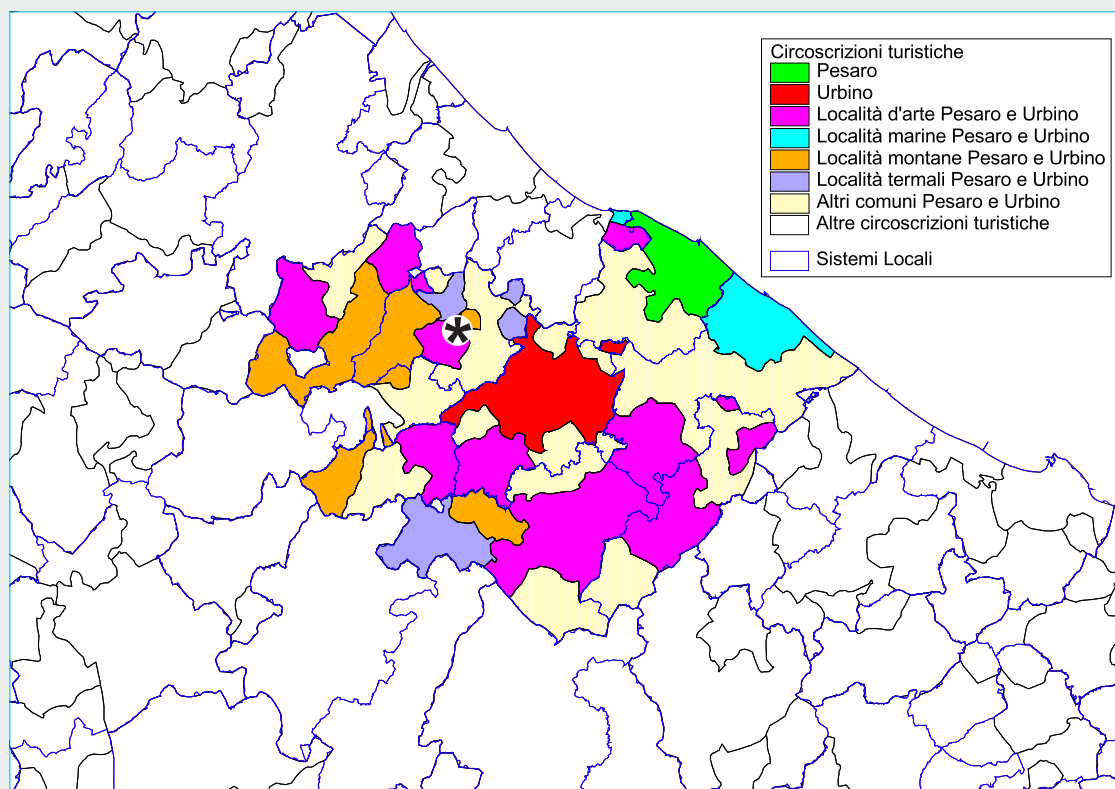 Circoscrizioni turistiche
Pesaro
Urbino
Località d'arte Pesaro e Urbino
Località marine Pesaro e Urbino
Località montane Pesaro e Urbino
Località termali Pesaro e Urbino
Altri comuni Pesaro e Urbino
Altre circoscrizioni turistiche
Sistemi Locali
*